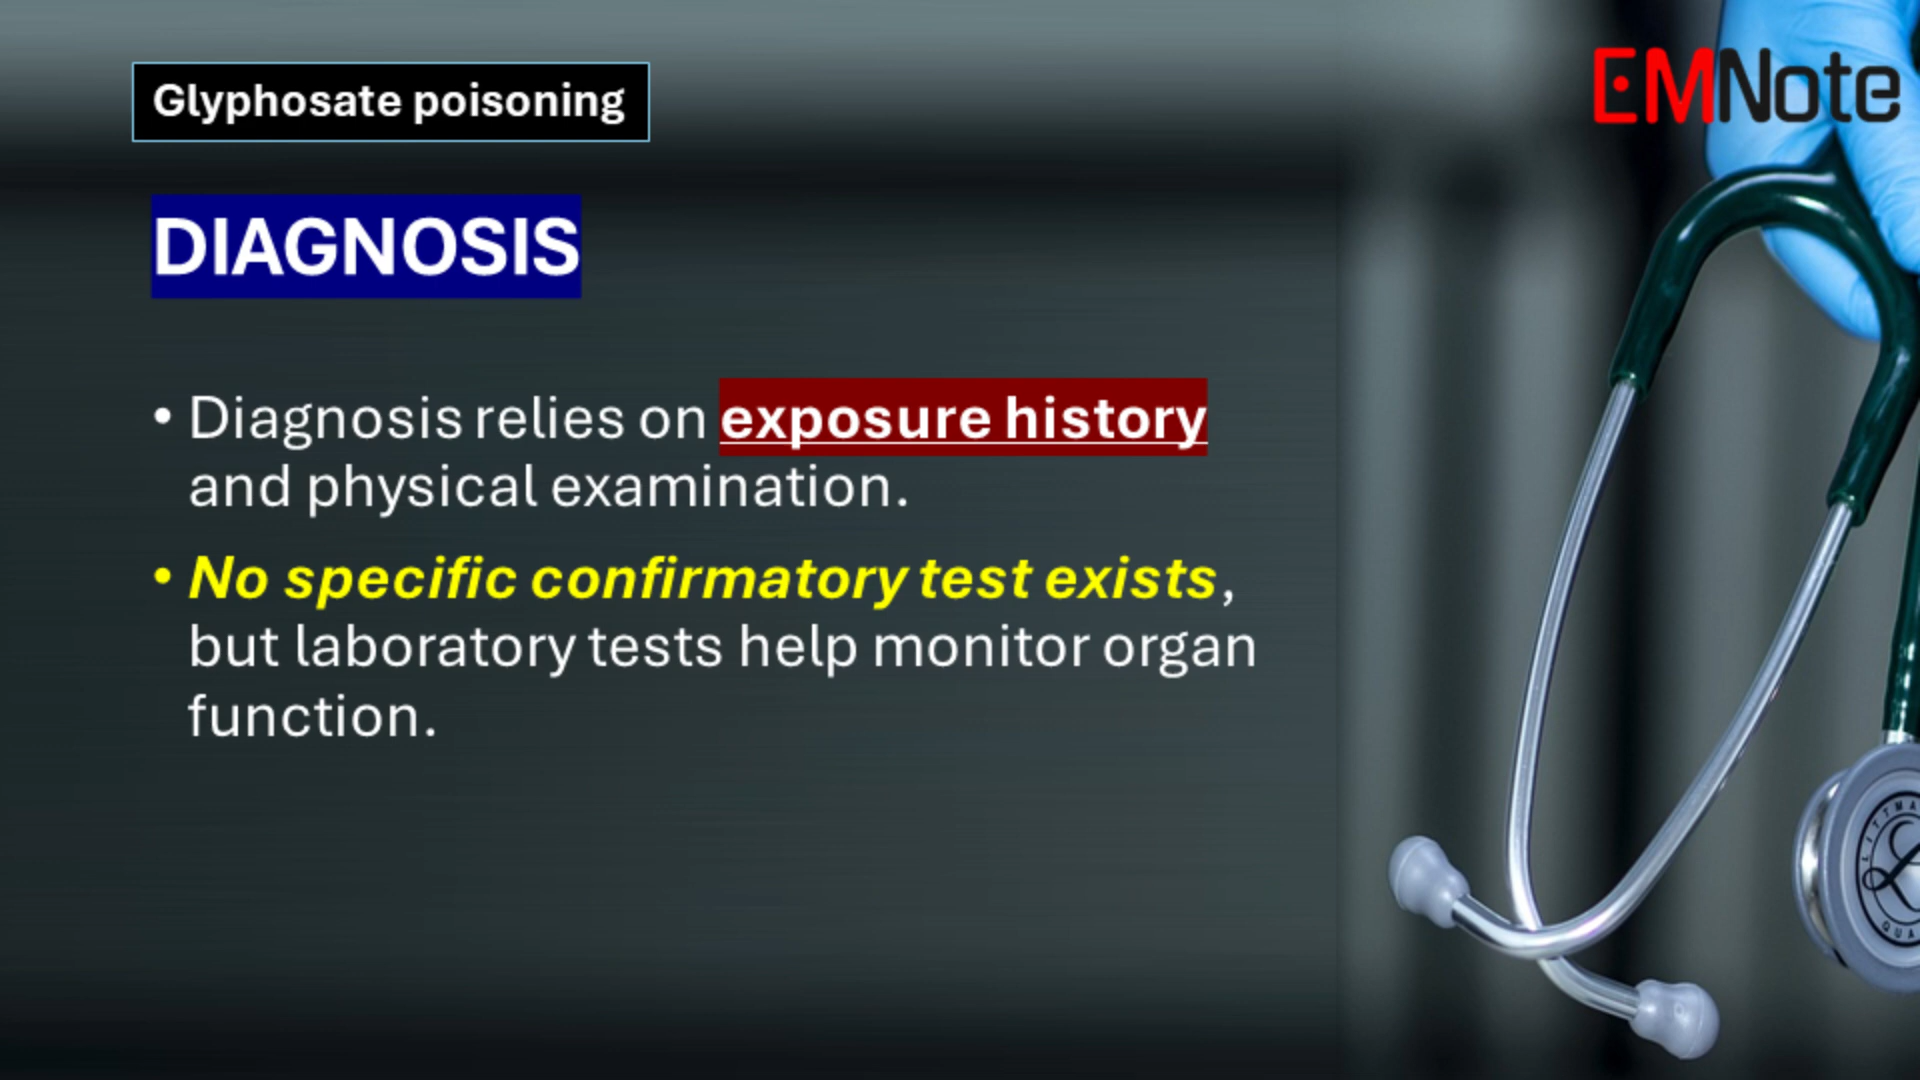 Glyphosate poisoning
EMNote
DIAGNOSIS
• Diagnosis relies on exposure history
and physical examination.
• No specific confirmatory test exists,
but laboratory tests help monitor organ
function.